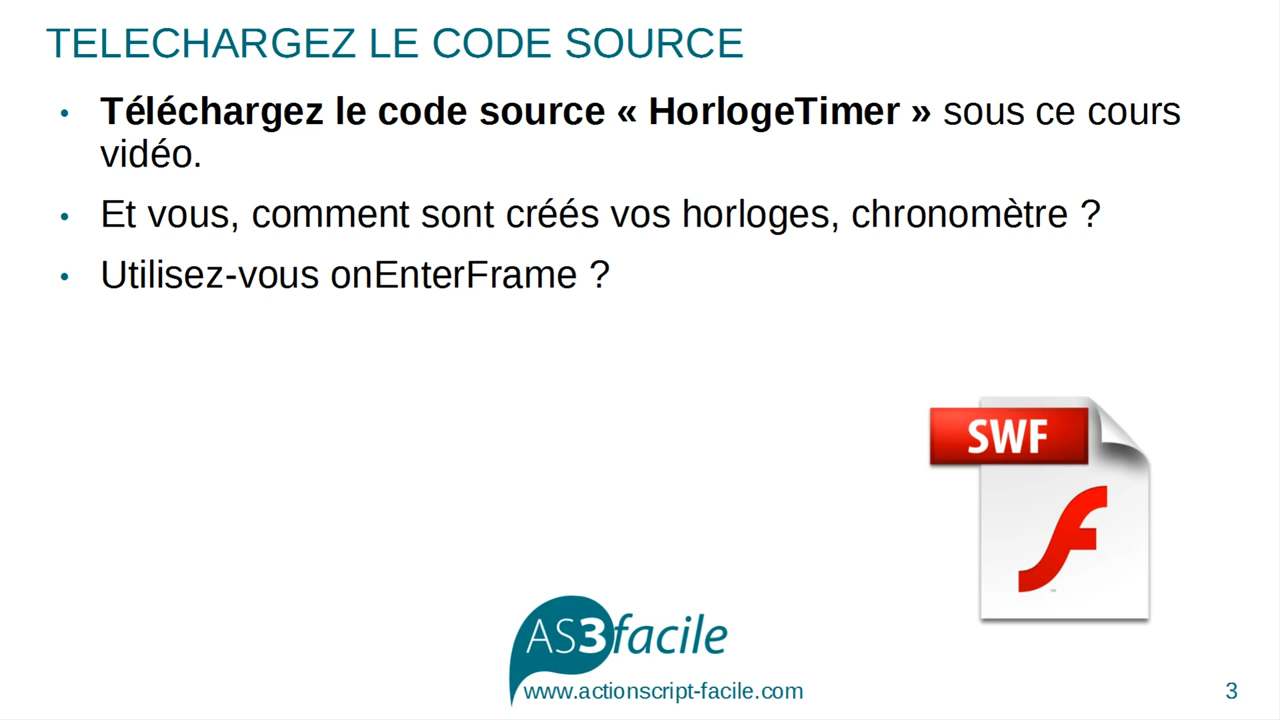 TELECHARGEZ LE CODE SOURCE
• Téléchargez le code source « HorlogeTimer » sous ce cours
vidéo.
• Et vous, comment sont créés vos horloges, chronomètre ?
• Utilisez-vous onEnterFrame ?
SWF
AS3facile
www.actionscript-facile.com
3